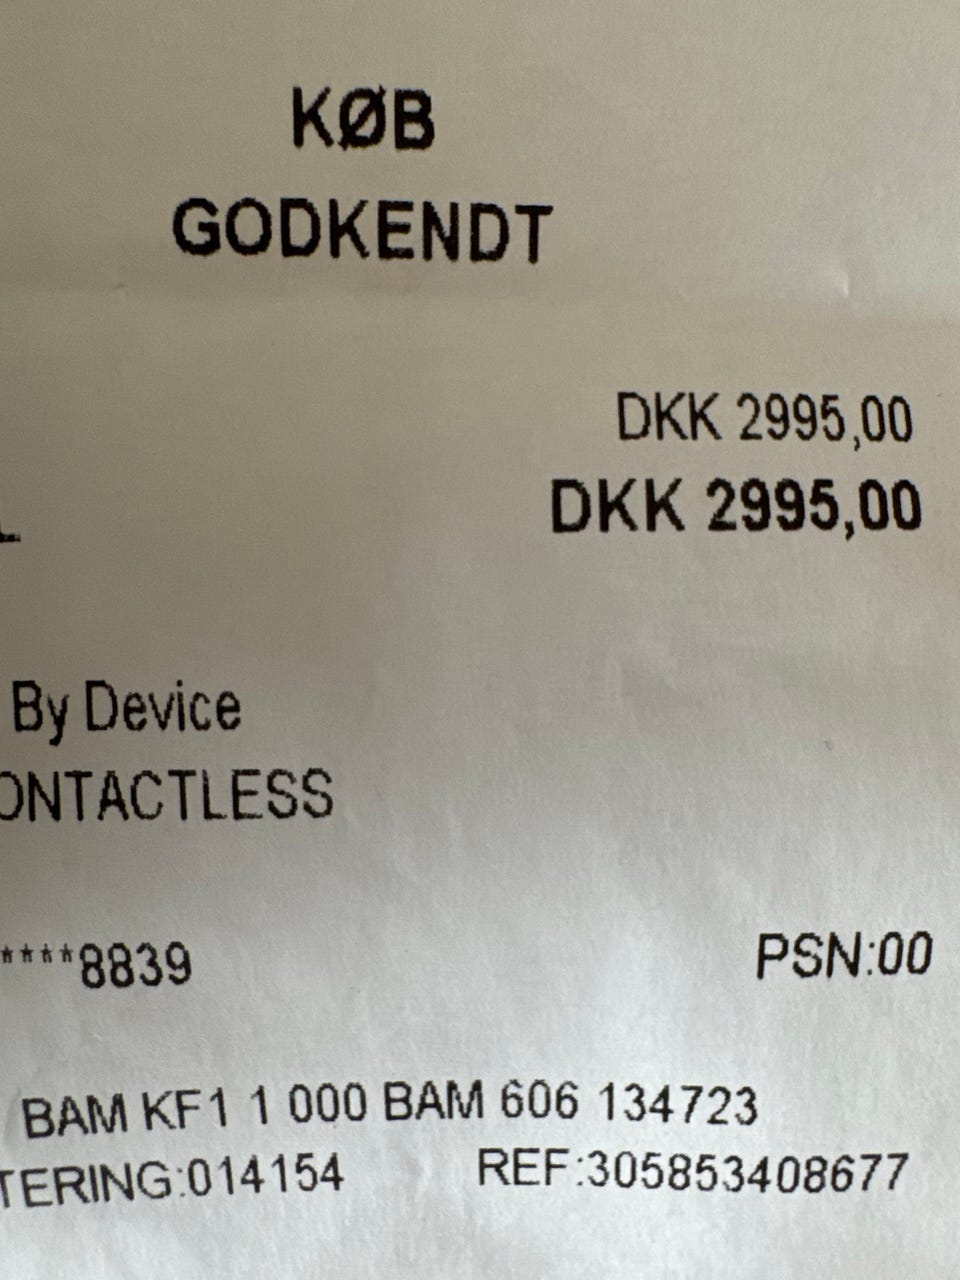 KØB
GODKENDT
DKK 2995,00
L DKK 2995,00
By Device
ONTACTLESS
****8839 PSN:00
BAM KF1 1 000 BAM 606 134723
TERING:014154 REF:305853408677